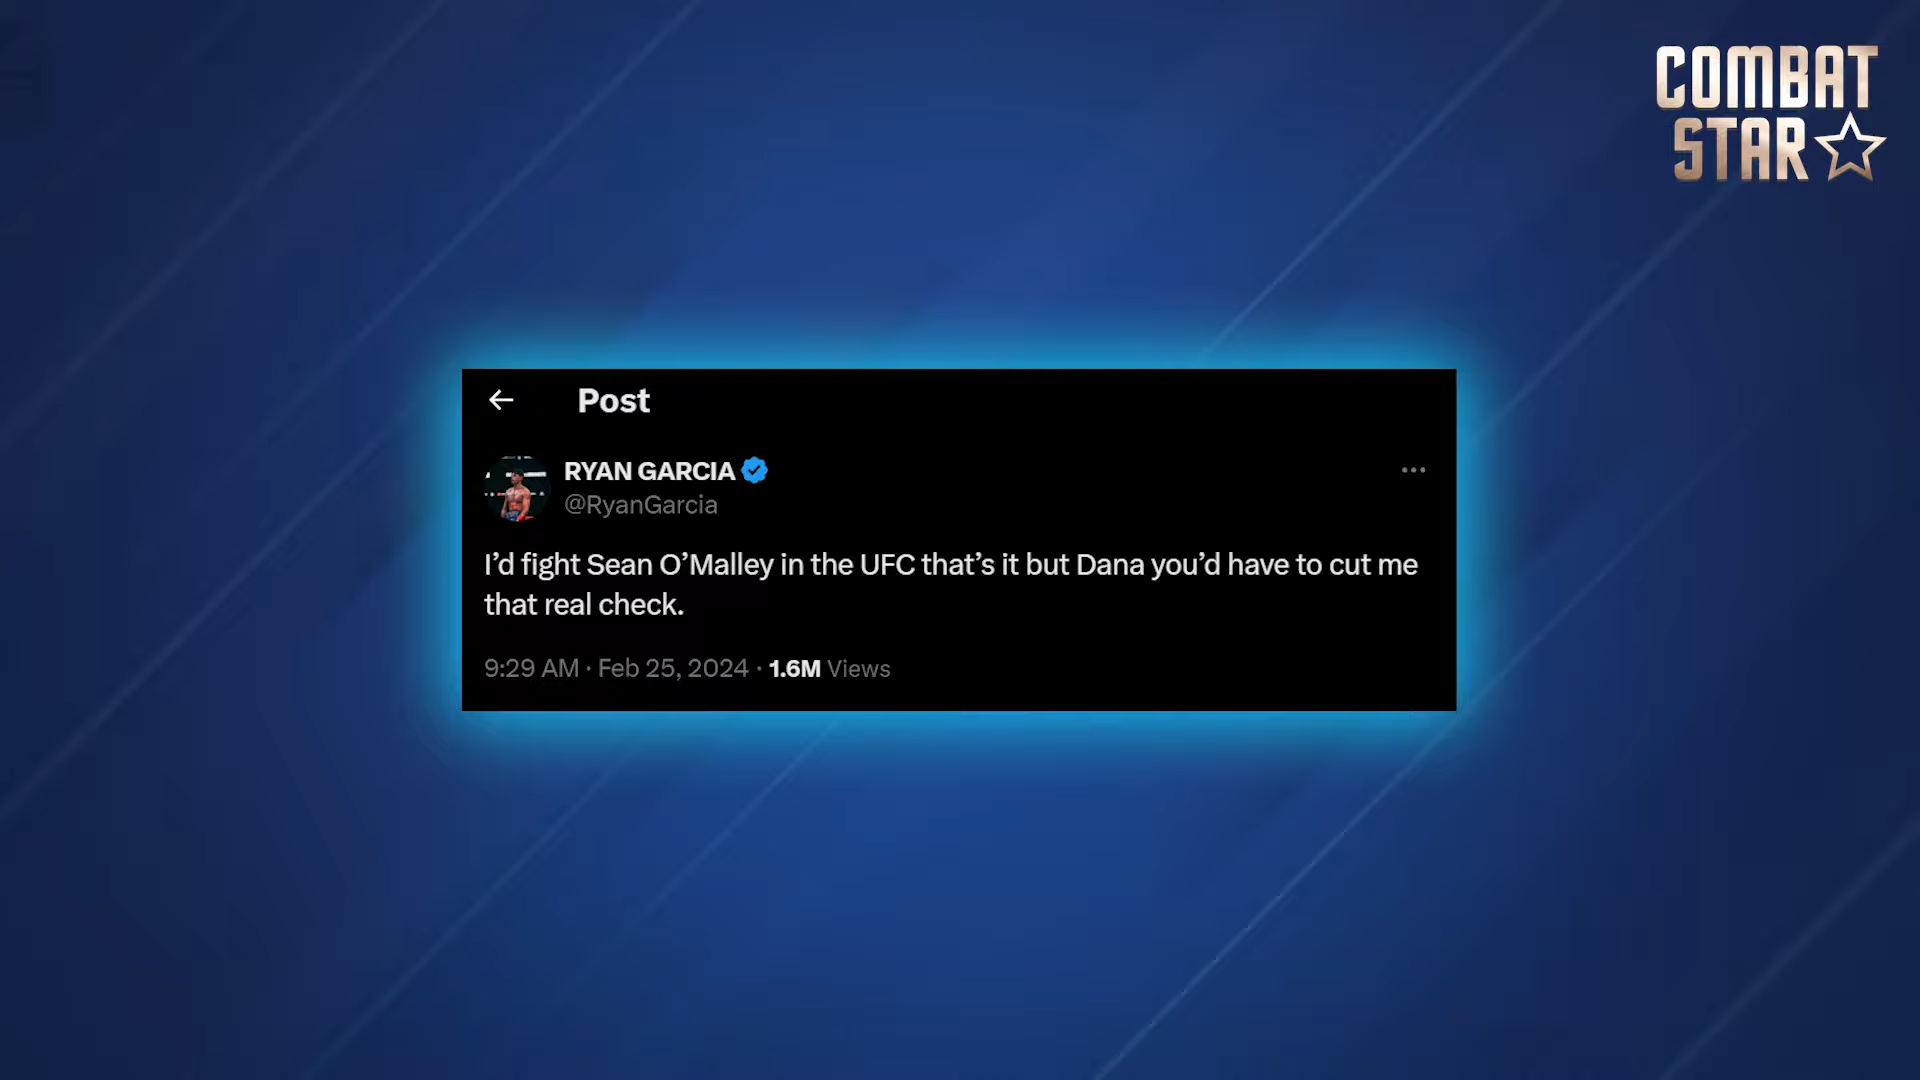 COMBAT
STAR
Post
RYAN GARCIA
@RyanGarcia
I’d fight Sean O’Malley in the UFC that’s it but Dana you’d have to cut me
that real check.
9:29 AM · Feb 25, 2024 · 1.6M Views